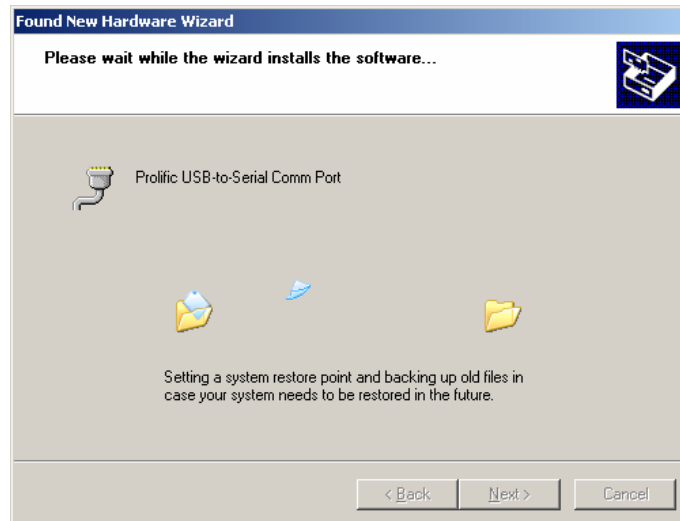 Found New Hardware Wizard
Please wait while the wizard installs the software...
Prolific USB-to-Serial Comm Port
Setting a system restore point and backing up old files in
case your system needs to be restored in the future.
< Back
Next >
Cancel